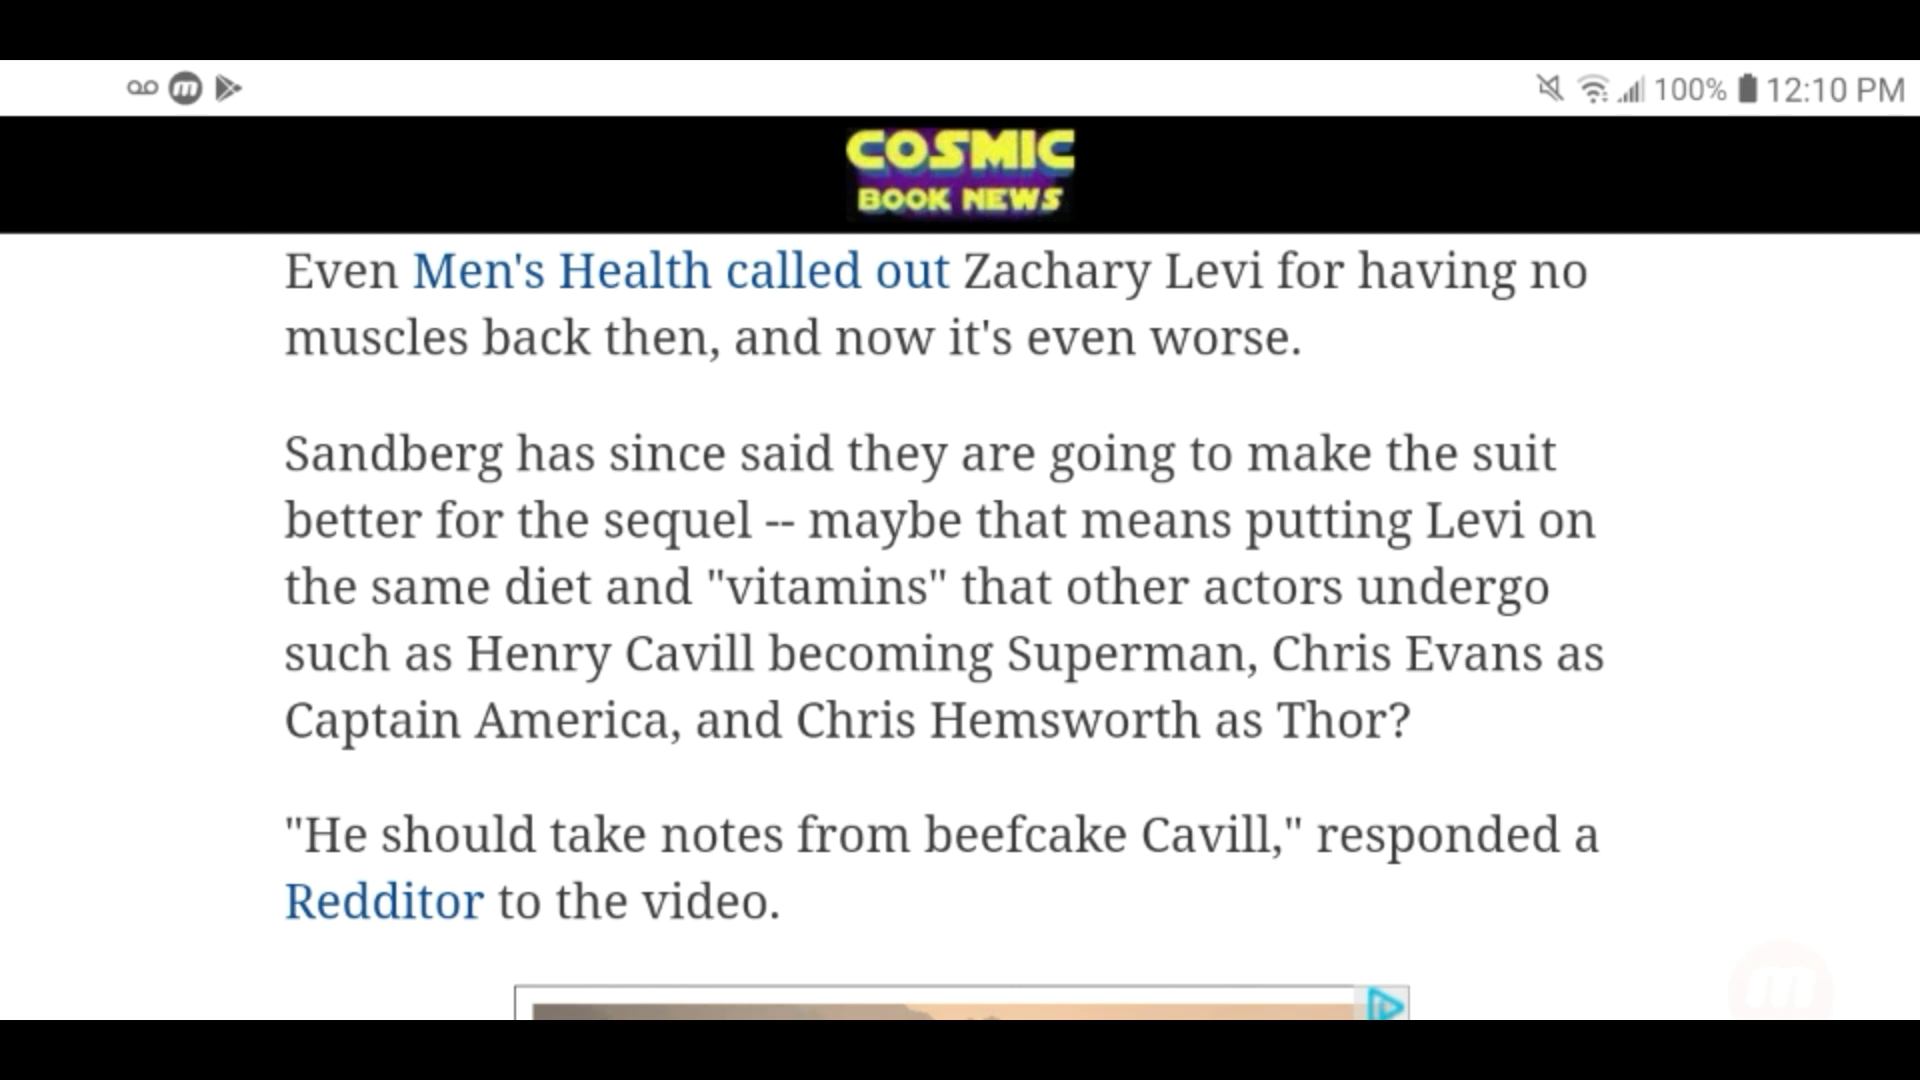 100% 12:10 PM
COSMIC
BOOK NEWS
Even Men's Health called out Zachary Levi for having no
muscles back then, and now it's even worse.
Sandberg has since said they are going to make the suit
better for the sequel -- maybe that means putting Levi on
the same diet and "vitamins" that other actors undergo
such as Henry Cavill becoming Superman, Chris Evans as
Captain America, and Chris Hemsworth as Thor?
"He should take notes from beefcake Cavill," responded a
Redditor to the video.